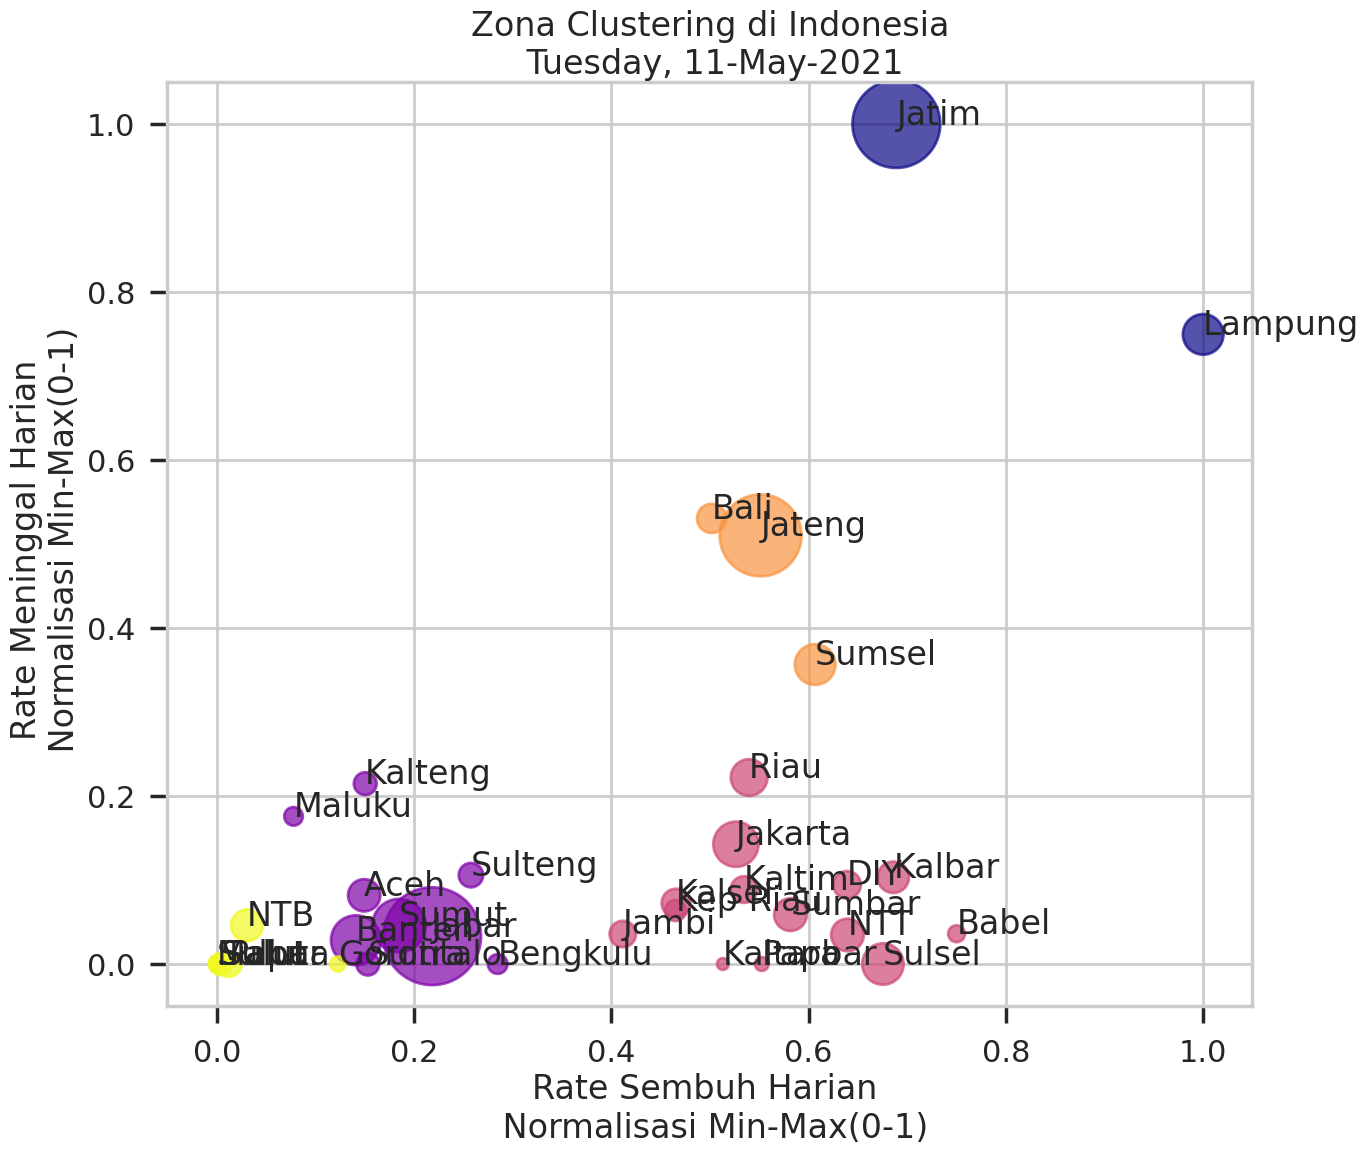 Zona Clustering di Indonesia
Tuesday, 11-May-2021
Rate Meninggal Harian
Normalisasi Min-Max(0-1)
1.0
0.8
0.6
0.4
0.2
0.0
Jatim
Lampung
Bali
Jateng
Sumsel
Riau
Kalteng
Maluku
Jakarta
Sulteng
Aceh
Kaltim
DIY
Kalbar
Kalsel
Kep Riau
Sumbar
NTB
Sumut
Banten
Jabar
Jambi
NTT
Babel
Gorontalo
Bengkulu
Kaltara
Papbar
Sulsel
0.0 0.2 0.4 0.6 0.8 1.0
Rate Sembuh Harian
Normalisasi Min-Max(0-1)